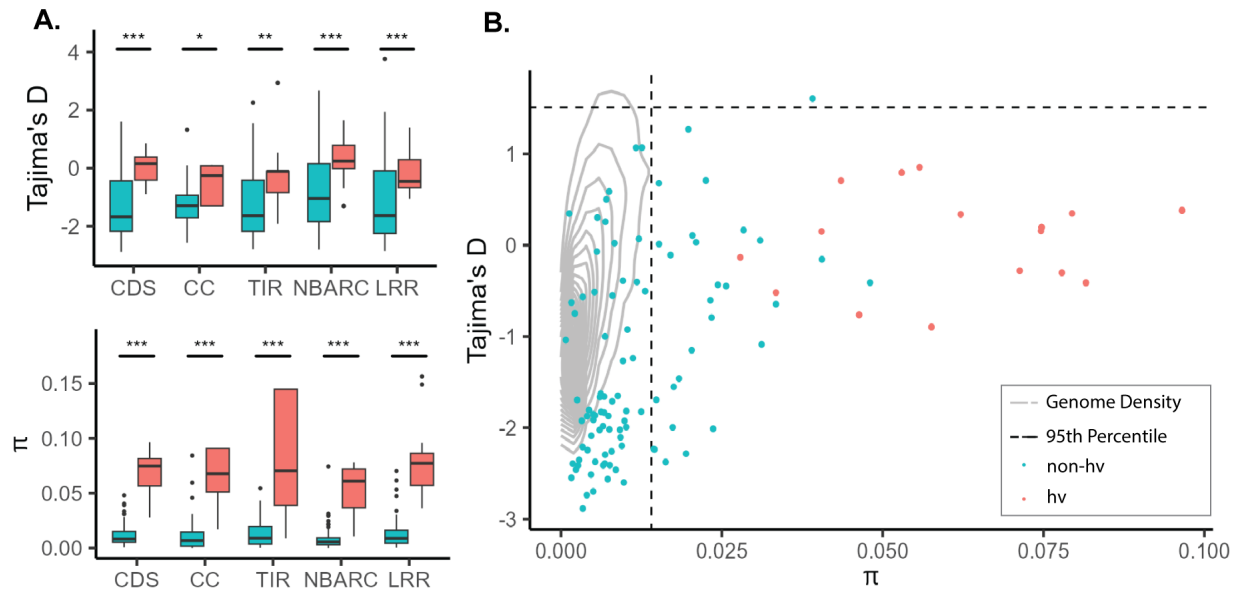 A.
*** * ** *** ***
4
2
0
-2
Tajima's D
CDS CC TIR NBARC LRR
*** *** *** *** ***
0.15
0.10
0.05
0.00
π
CDS CC TIR NBARC LRR
B.
1
0
-1
-2
-3
Tajima's D
Genome Density
95th Percentile
non-hv
hv
0.000 0.025 0.050 0.075 0.100
π